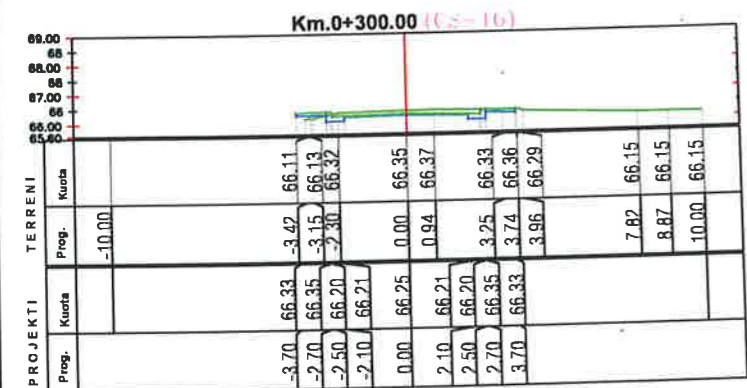 Km.0+300.00 (CS-16)
69.00
68
68.00
66
67.00
66
66.00
65.00
TERRENI
Kuota 66.11 66.13 66.32 66.35 66.37 66.33 66.36 66.29 66.15 66.15 66.15
Prog. -10.00 -3.42 -3.15 -2.30 0.00 0.94 3.25 3.74 3.96 7.82 8.87 10.00
PROJEKTI
Kuota 66.33 66.35 66.20 66.21 66.25 66.21 66.20 66.35 66.33
Prog. -3.70 -2.70 -2.50 -2.10 0.00 2.10 2.50 2.70 3.70